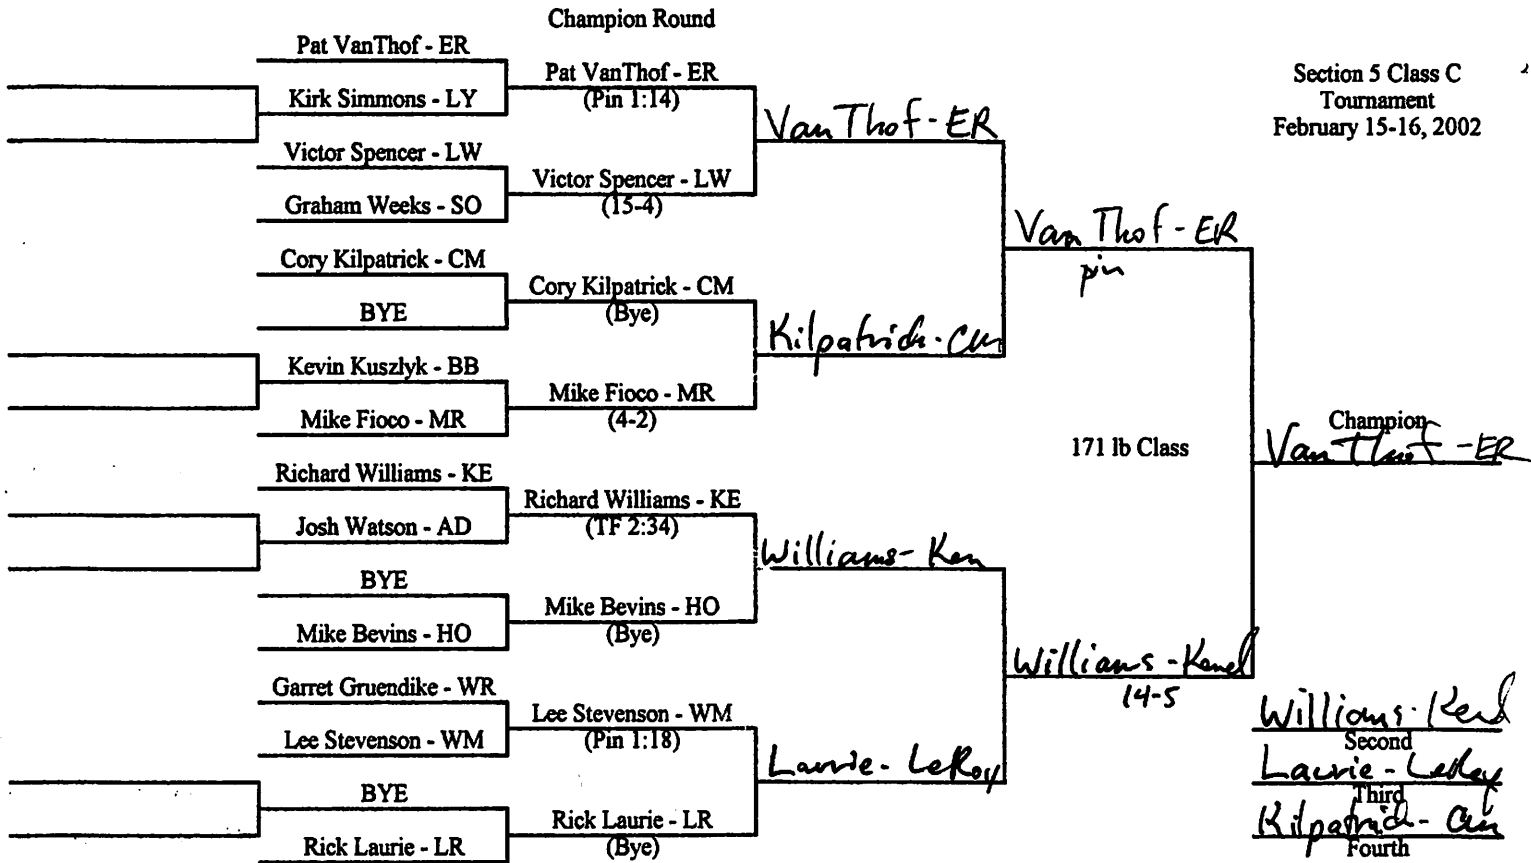 Champion Round
Section 5 Class C
Tournament
February 15-16, 2002
Pat VanThof - ER
Kirk Simmons - LY
Victor Spencer - LW
Graham Weeks - SO
Cory Kilpatrick - CM
BYE
Kevin Kuszlyk - BB
Mike Fioco - MR
Richard Williams - KE
Josh Watson - AD
BYE
Mike Bevins - HO
Garret Gruendike - WR
Lee Stevenson - WM
BYE
Rick Laurie - LR
Pat VanThof - ER
(Pin 1:14)
Victor Spencer - LW
(15-4)
Cory Kilpatrick - CM
(Bye)
Mike Fioco - MR
(4-2)
Richard Williams - KE
(TF 2:34)
Mike Bevins - HO
(Bye)
Lee Stevenson - WM
(Pin 1:18)
Rick Laurie - LR
(Bye)
Van Thof - ER
Kilpatrick - CM
Williams - Ken
Laurie - LeRoy
Van Thof - ER
pin
Williams -
14-5
171 lb Class
Champion
Van Thof - ER
Williams -
Second
Laurie - LeRoy
Third
Kilpatrick - CM
Fourth